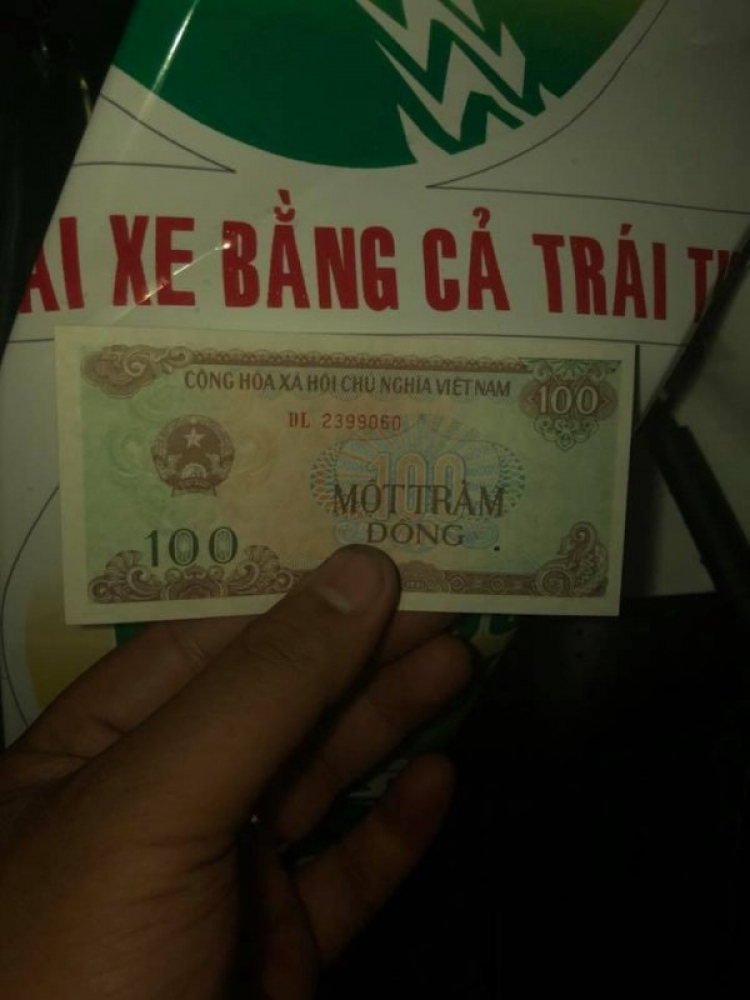 ÁI XE BẰNG CẢ TRÁI
CỘNG HÒA XÃ HỘI CHỦ NGHĨA VIỆT NAM
100
DL 2399060
100
MỘT TRĂM
ĐỒNG
100